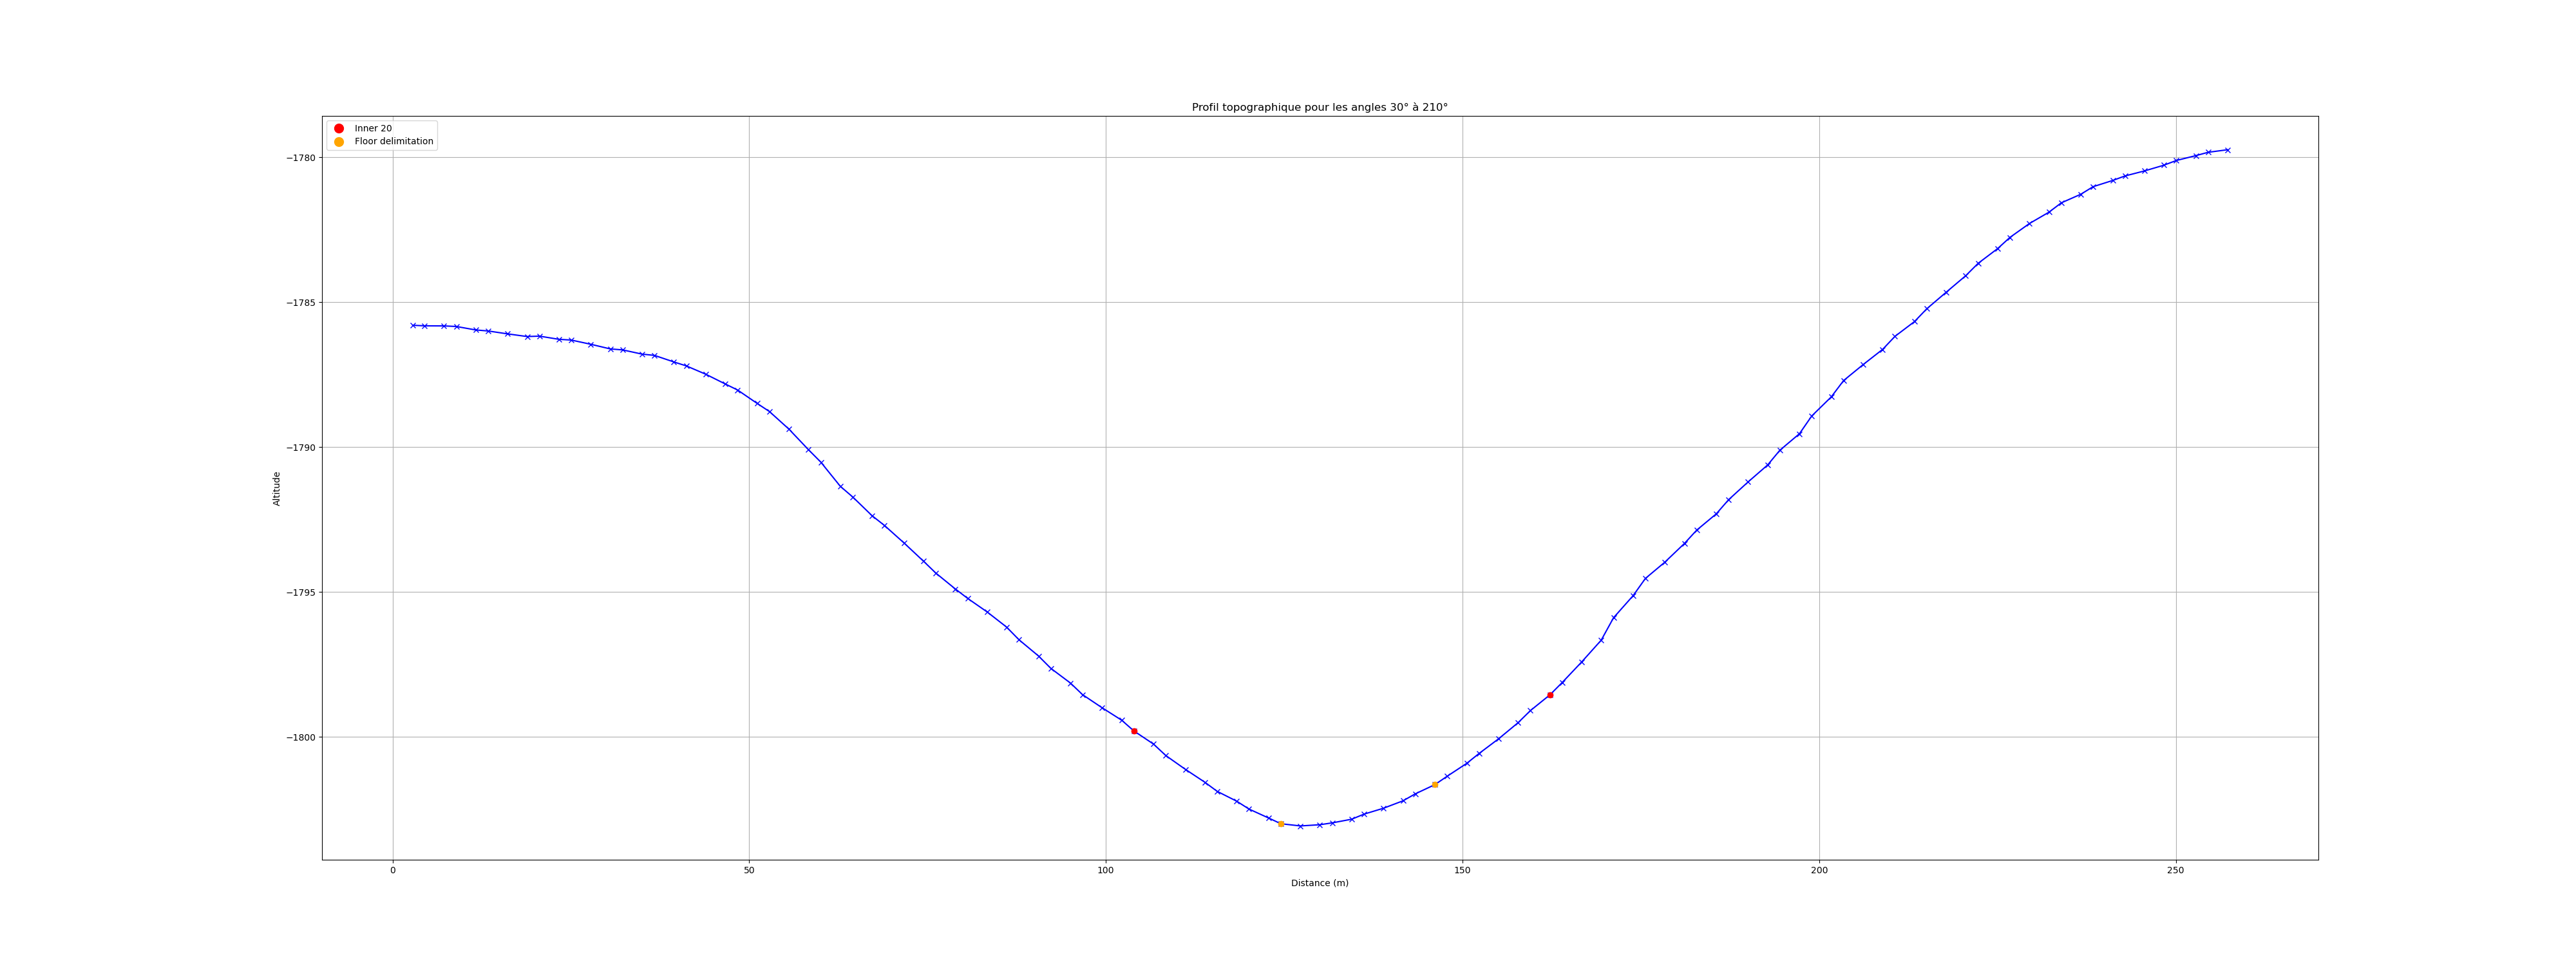 Profil topographique pour les angles 30° à 210°
Inner 20
Floor delimitation
−1780
−1785
−1790
−1795
−1800
Altitude
0
50
100
150
200
250
Distance (m)